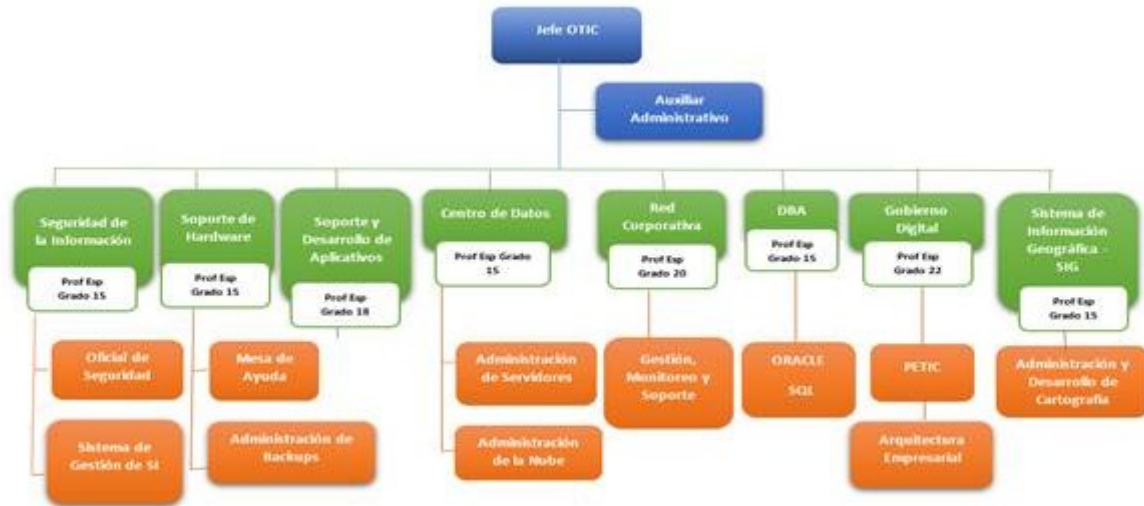 Jefe OTIC
Auxiliar
Administrativo
Seguridad de
la Información
Prof Esp
Grado 15
Soporte de
Hardware
Prof Esp
Grado 15
Soporte y
Desarrollo de
Aplicativos
Prof Esp
Grado 18
Centro de Datos
Prof Esp Grado
15
Red
Corporativa
Prof Esp
Grado 20
DBA
Prof Esp
Grado 15
Gobierno
Digital
Prof Esp
Grado 22
Sistema de
Información
Geográfica -
SIG
Prof Esp
Grado 15
Oficial de
Seguridad
Sistema de
Gestión de SI
Mesa de
Ayuda
Administración de
Backups
Administración
de Servidores
Administración
de la Nube
Gestión,
Monitoreo y
Soporte
ORACLE
SQL
PETIC
Arquitectura
Empresarial
Administración y
Desarrollo de
Cartografía